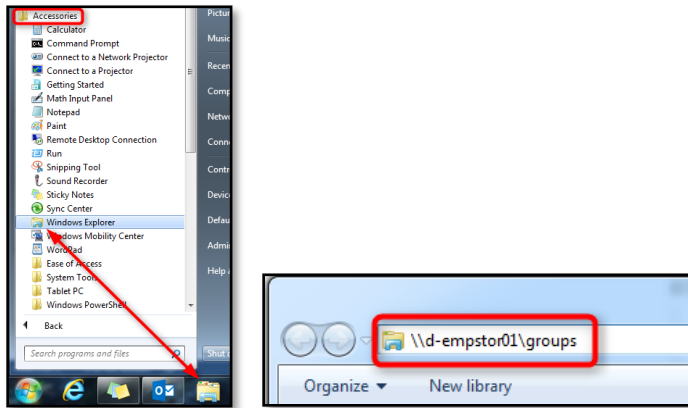 Accessories
Calculator
Command Prompt
Connect to a Network Projector
Connect to a Projector
Getting Started
Math Input Panel
Notepad
Paint
Remote Desktop Connection
Run
Snipping Tool
Sound Recorder
Sticky Notes
Sync Center
Windows Explorer
Windows Mobility Center
WordPad
Ease of Access
System Tools
Tablet PC
Windows PowerShell
Back
Search programs and files
Pictur
Music
Recen
Comp
Netwo
Conn
Contr
Devic
Defau
Admi
Help a
Shut d
\\d-empstor01\groups
Organize
New library